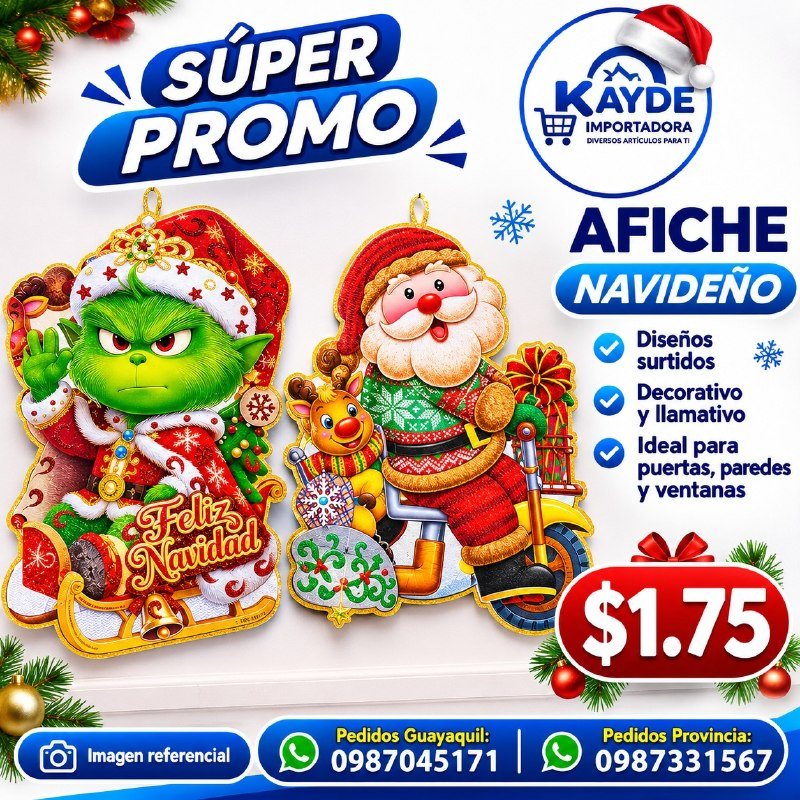 SÚPER
PROMO
KAYDE
IMPORTADORA
DIVERSOS ARTÍCULOS PARA TI
AFICHE
NAVIDEÑO
Diseños
surtidos
Decorativo
y llamativo
Ideal para
puertas, paredes
y ventanas
Feliz
Navidad
$1.75
Imagen referencial
Pedidos Guayaquil:
0987045171
Pedidos Provincia:
0987331567